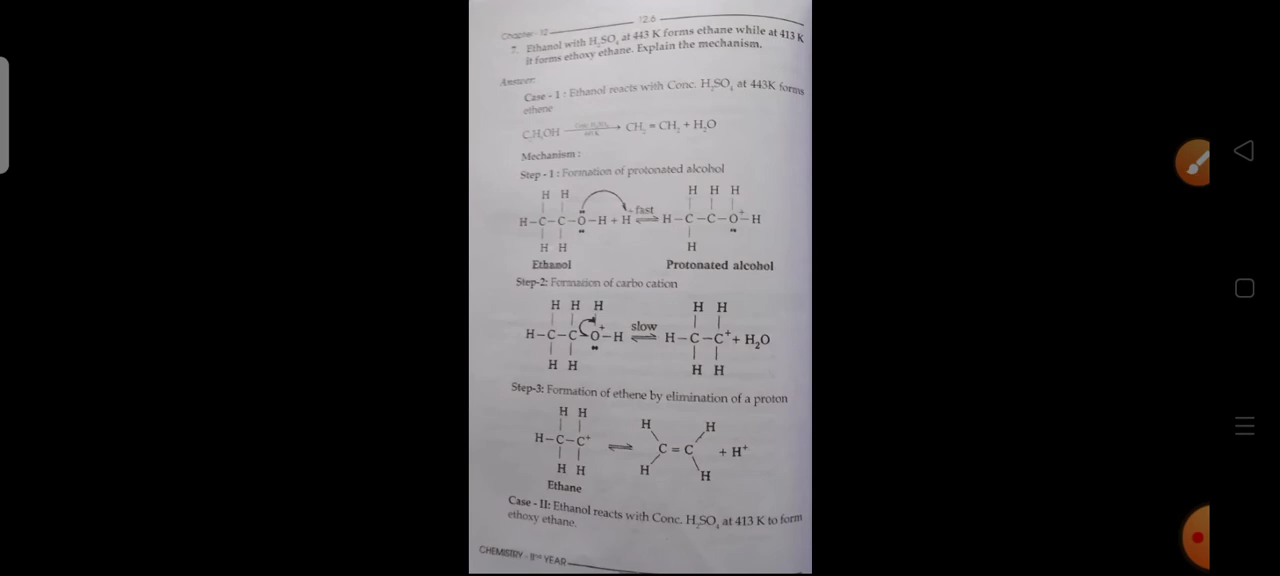 12.6
Chapter - 12
7. Ethanol with H₂SO₄ at 443 K forms ethane while at 413 K
it forms ethoxy ethane. Explain the mechanism.
Answer:
Case - I : Ethanol reacts with Conc. H₂SO₄ at 443K forms
ethene
C₂H₅OH → CH₂ = CH₂ + H₂O
Mechanism :
Step - 1 : Formation of protonated alcohol
H H H H H
H-C-C-O-H + H fast ⇌ H-C-C-O⁺-H
H H H
Ethanol Protonated alcohol
Step-2: Formation of carbo cation
H H H H H
H-C-C-O⁺-H slow ⇌ H-C-C⁺ + H₂O
H H H H
Step-3: Formation of ethene by elimination of a proton
H H H H
H-C-C⁺ ⇌ C = C + H⁺
H H H H
Ethane
Case - II: Ethanol reacts with Conc. H₂SO₄ at 413 K to form
ethoxy ethane.
CHEMISTRY - IIND YEAR